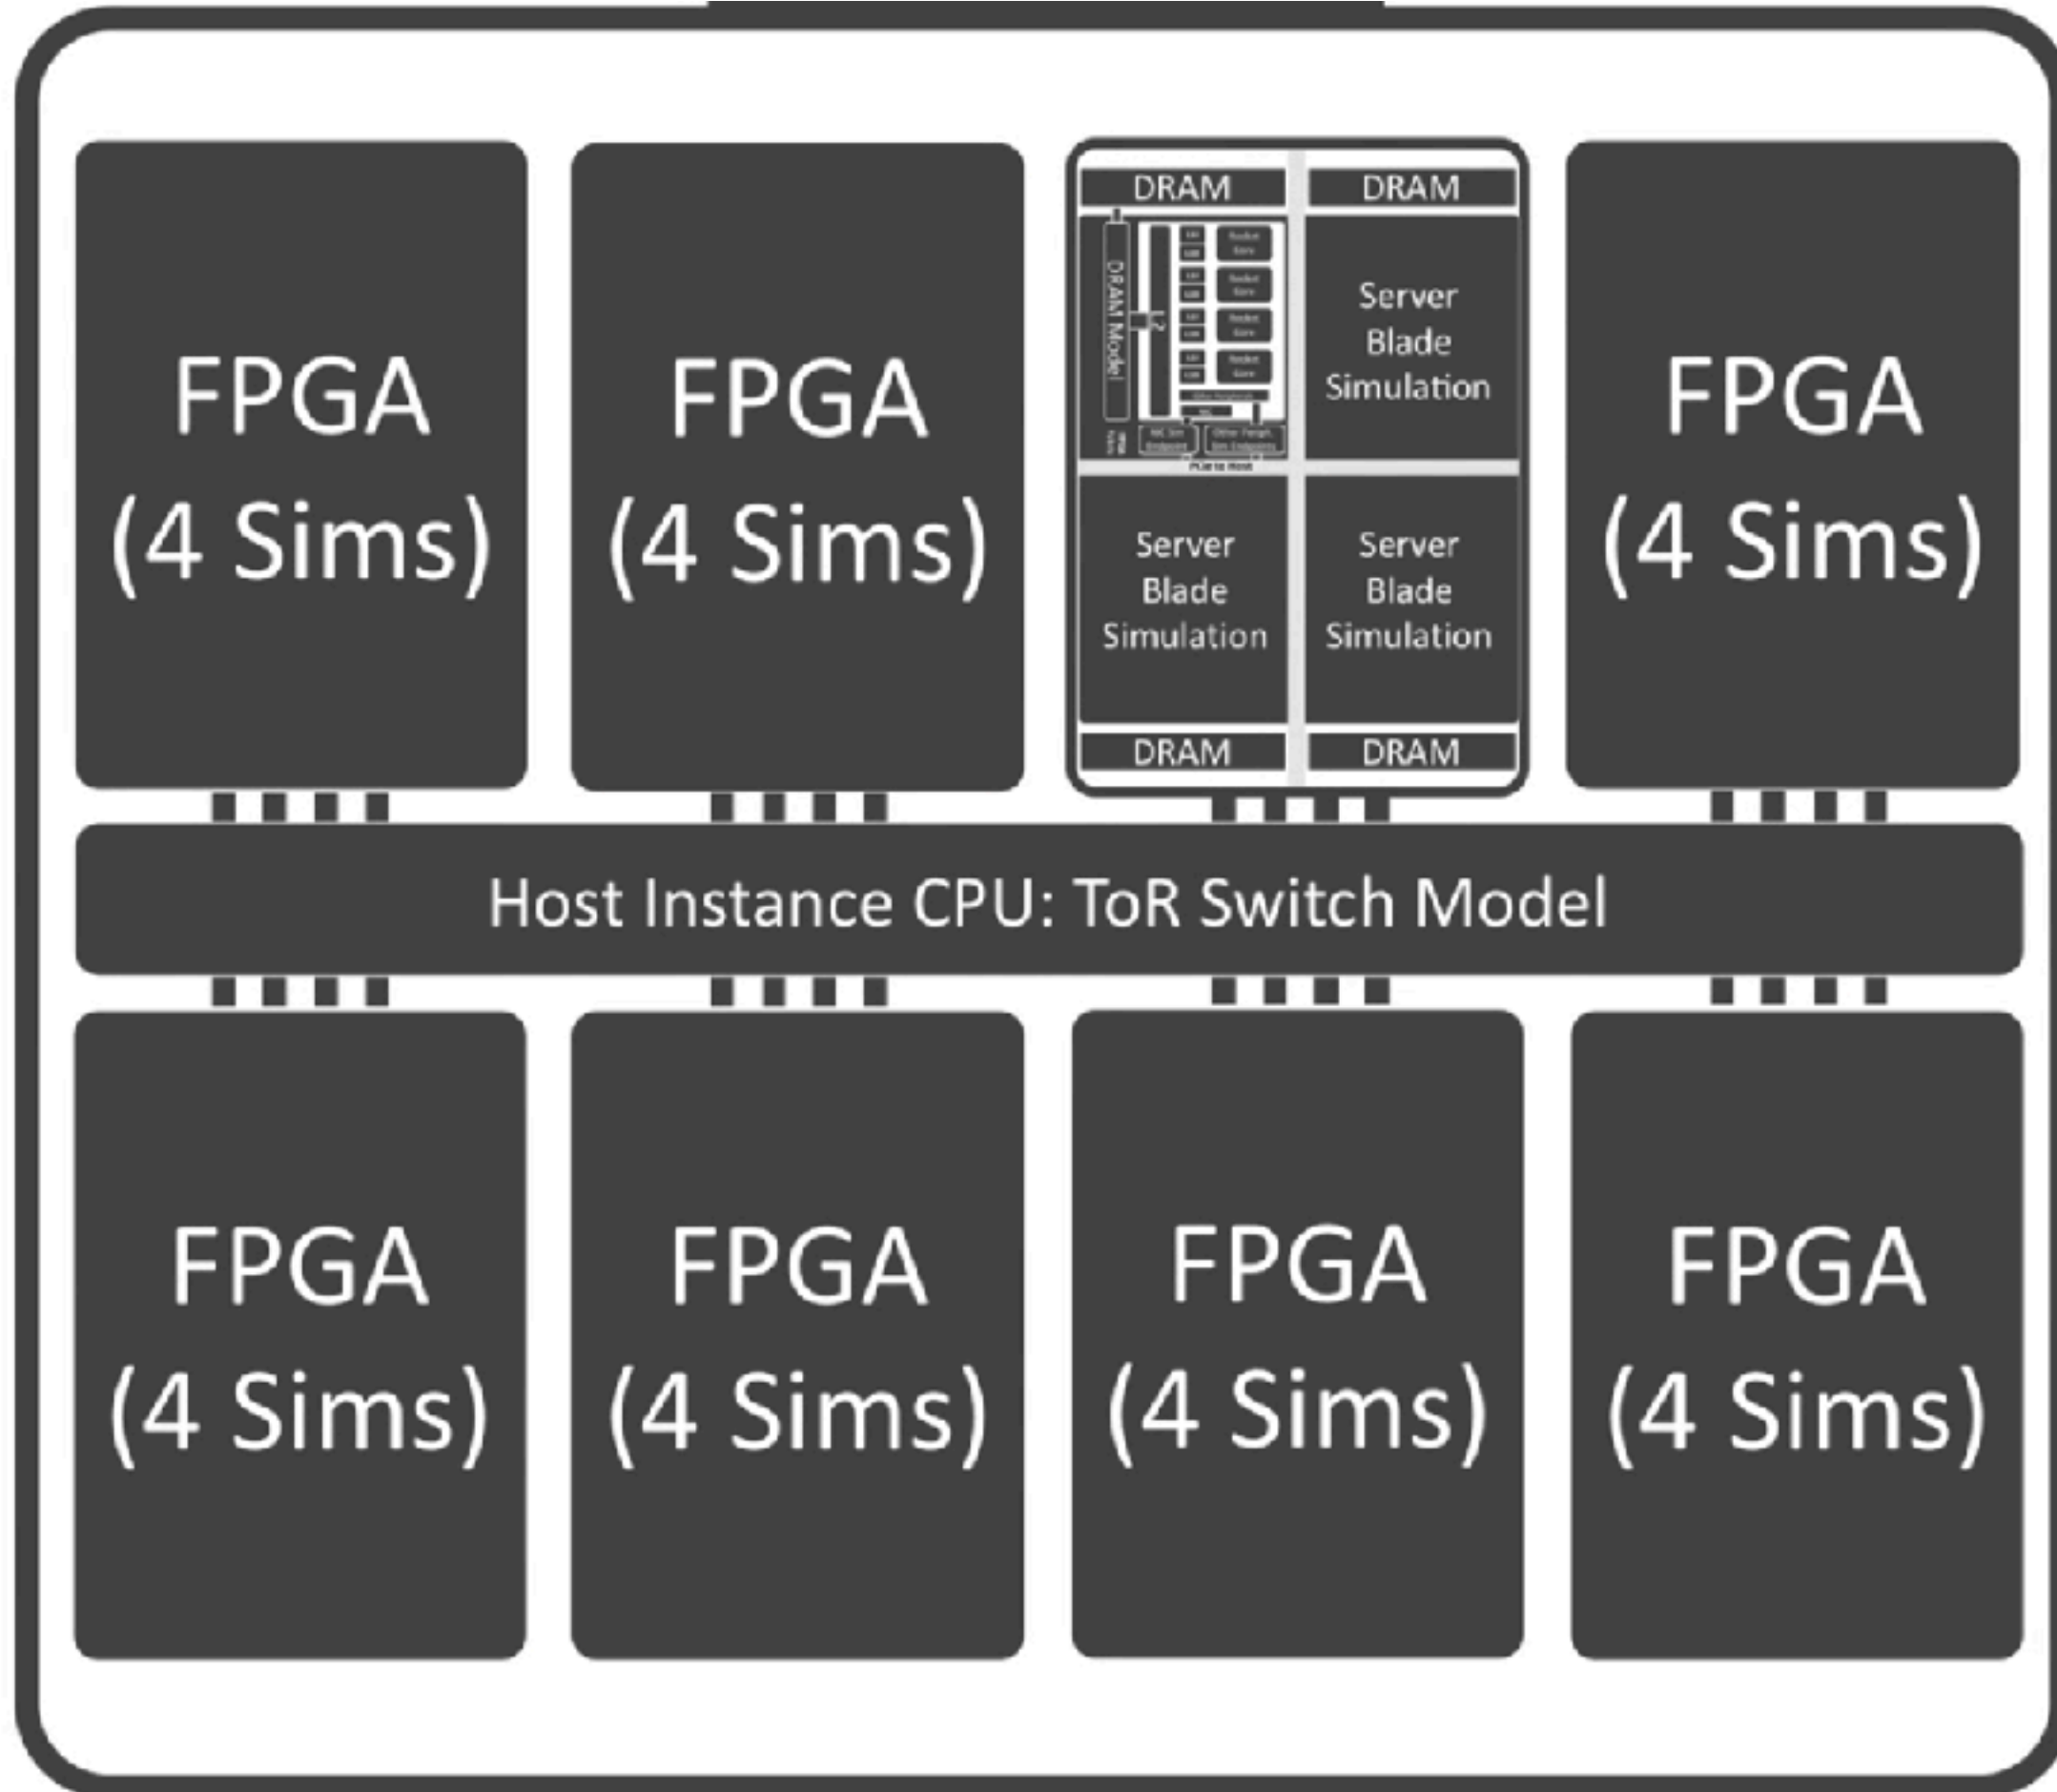 FPGA
(4 Sims)
FPGA
(4 Sims)
DRAM
DRAM
DRAM Model
L2
Server
Blade
Simulation
Server
Blade
Simulation
Server
Blade
Simulation
DRAM
DRAM
FPGA
(4 Sims)
Host Instance CPU: ToR Switch Model
FPGA
(4 Sims)
FPGA
(4 Sims)
FPGA
(4 Sims)
FPGA
(4 Sims)